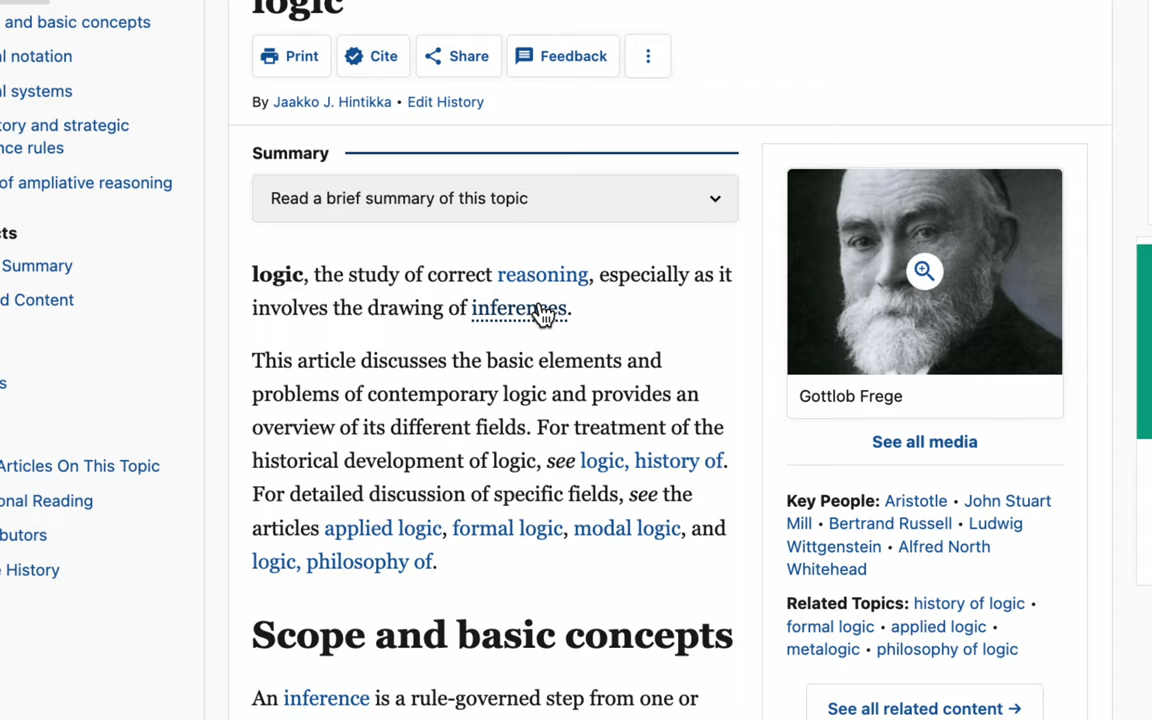 logic
and basic concepts
l notation
l systems
tory and strategic
nce rules
of ampliative reasoning
cts
Summary
d Content
s
Articles On This Topic
onal Reading
butors
History
Print
Cite
Share
Feedback
By Jaakko J. Hintikka • Edit History
Summary
Read a brief summary of this topic
logic, the study of correct reasoning, especially as it
involves the drawing of inferences.
This article discusses the basic elements and
problems of contemporary logic and provides an
overview of its different fields. For treatment of the
historical development of logic, see logic, history of.
For detailed discussion of specific fields, see the
articles applied logic, formal logic, modal logic, and
logic, philosophy of.
Scope and basic concepts
An inference is a rule-governed step from one or
Gottlob Frege
See all media
Key People: Aristotle • John Stuart
Mill • Bertrand Russell • Ludwig
Wittgenstein • Alfred North
Whitehead
Related Topics: history of logic •
formal logic • applied logic •
metalogic • philosophy of logic
See all related content →